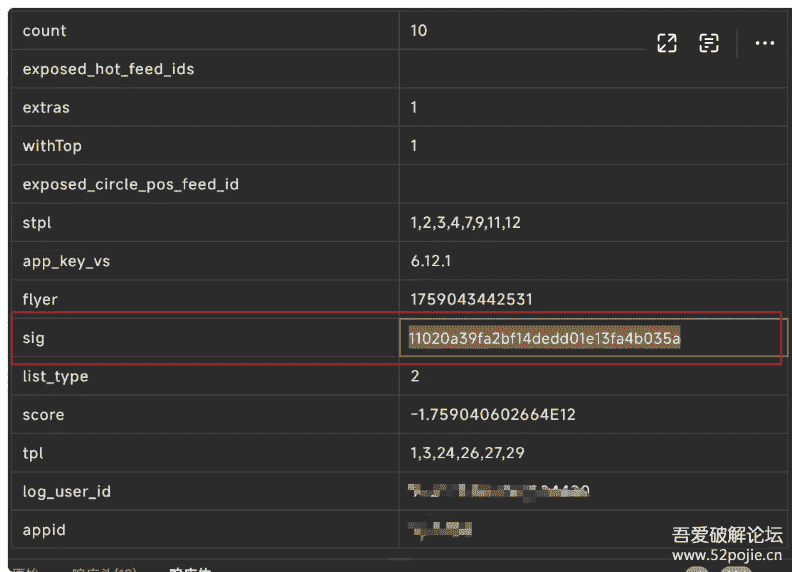 count 10
exposed_hot_feed_ids
extras 1
withTop 1
exposed_circle_pos_feed_id
stpl 1,2,3,4,7,9,11,12
app_key_vs 6.12.1
flyer 1759043442531
sig 11020a39fa2bf14dedd01e13fa4b035a
list_type 2
score -1.759040602664E12
tpl 1,3,24,26,27,29
log_user_id
appid
吾爱破解论坛
www.52pojie.cn